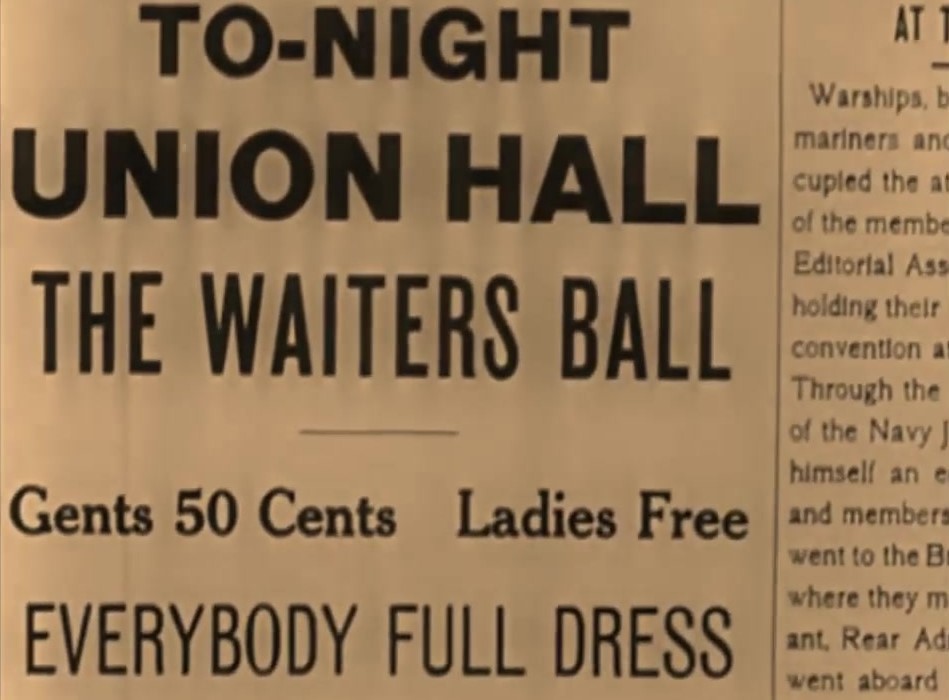 TO-NIGHT
UNION HALL
THE WAITERS BALL
Gents 50 Cents Ladies Free
EVERYBODY FULL DRESS
AT
Warships,
mariners and
cupied the
of the
Editorial
holding their
convention
Through the
of the Navy
himself an
and members
went to the
where they
ant, Rear
went aboard